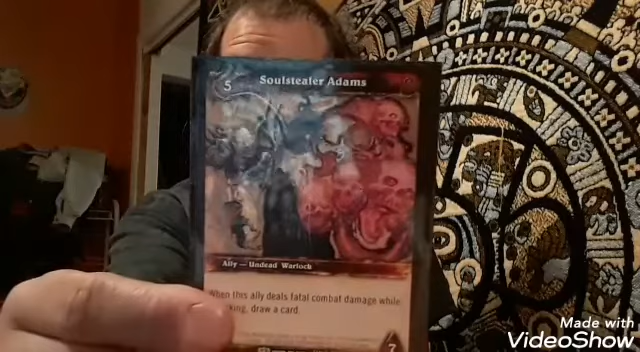 5 Soulstealer Adams
Ally — Undead Warlock
When this ally deals fatal combat damage while
draw a card.
7
Made with
VideoShow